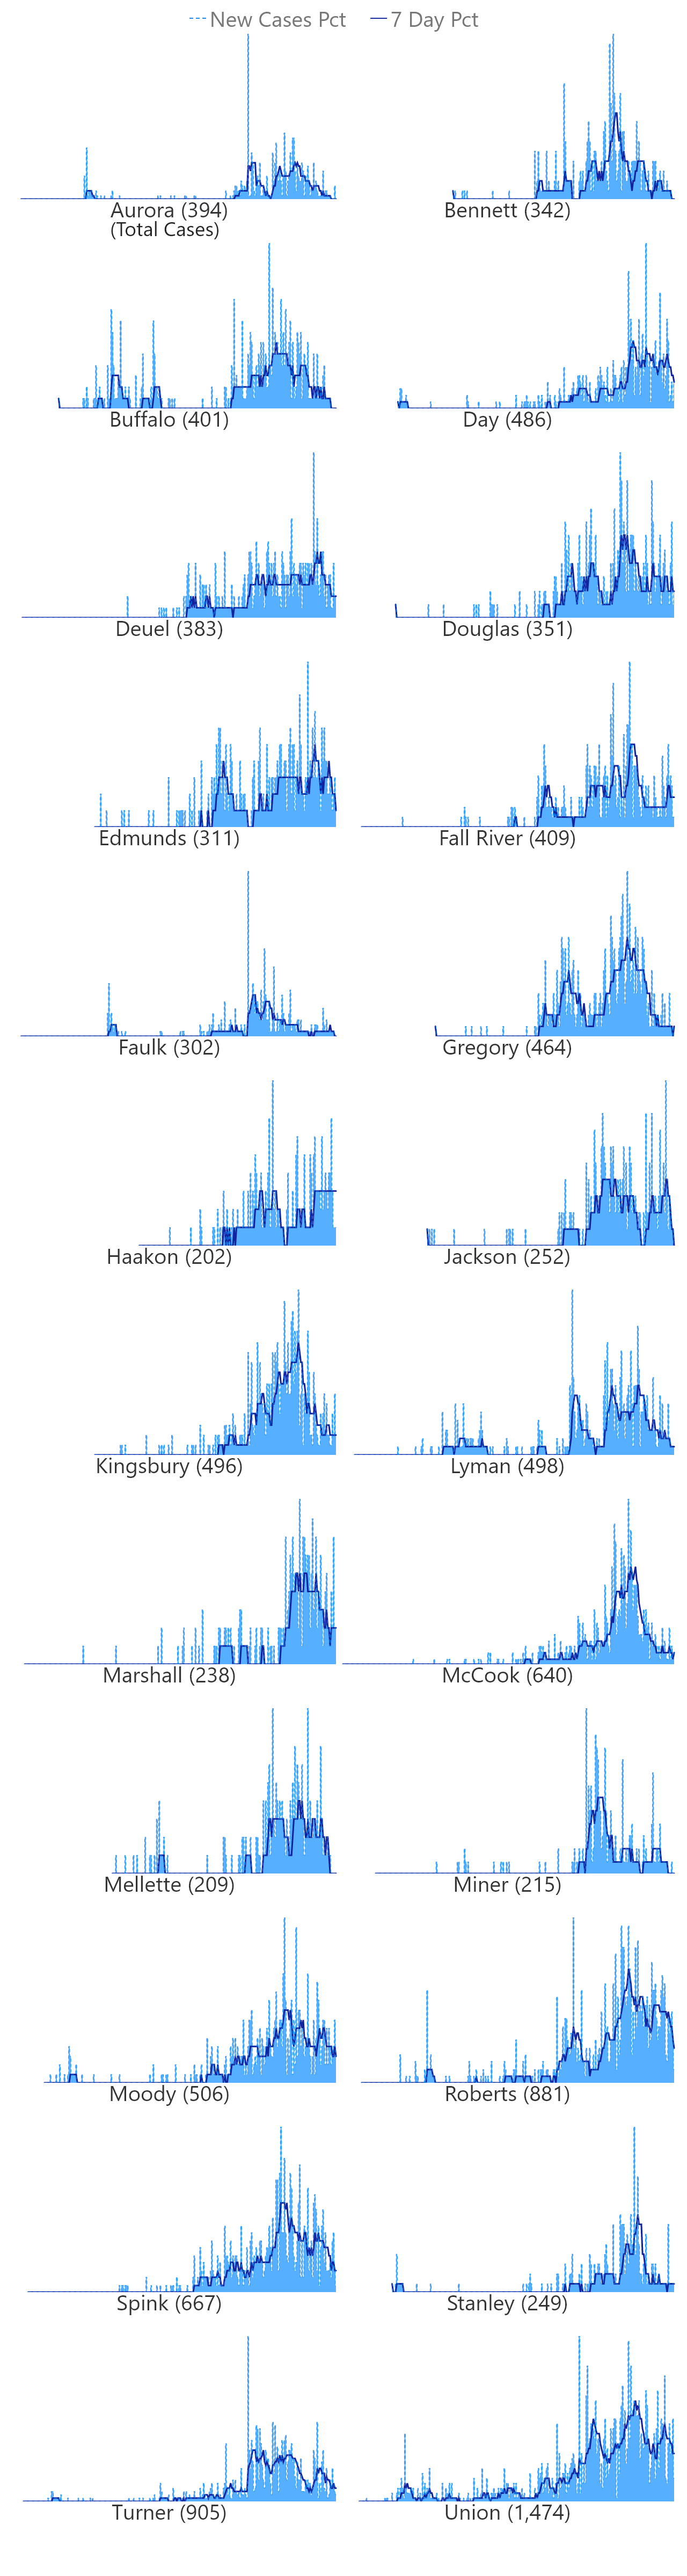 New Cases Pct 7 Day Pct
Aurora (394) Bennett (342)
(Total Cases)
Buffalo (401) Day (486)
Deuel (383) Douglas (351)
Edmunds (311) Fall River (409)
Faulk (302) Gregory (464)
Haakon (202) Jackson (252)
Kingsbury (496) Lyman (498)
Marshall (238) McCook (640)
Mellette (209) Miner (215)
Moody (506) Roberts (881)
Spink (667) Stanley (249)
Turner (905) Union (1,474)